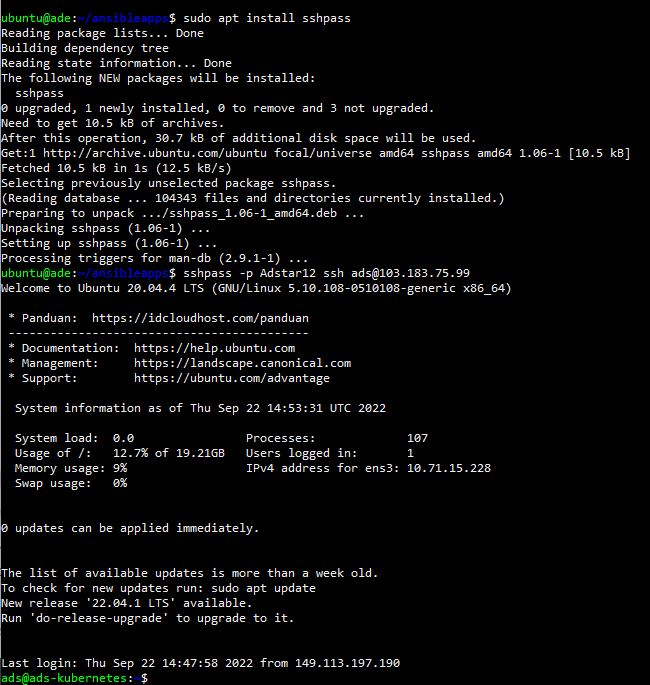 ubuntu@ade:~/ansibleapps$ sudo apt install sshpass
Reading package lists... Done
Building dependency tree
Reading state information... Done
The following NEW packages will be installed:
  sshpass
0 upgraded, 1 newly installed, 0 to remove and 3 not upgraded.
Need to get 10.5 kB of archives.
After this operation, 30.7 kB of additional disk space will be used.
Get:1 http://archive.ubuntu.com/ubuntu focal/universe amd64 sshpass amd64 1.06-1 [10.5 kB]
Fetched 10.5 kB in 1s (12.5 kB/s)
Selecting previously unselected package sshpass.
(Reading database ... 104343 files and directories currently installed.)
Preparing to unpack .../sshpass_1.06-1_amd64.deb ...
Unpacking sshpass (1.06-1) ...
Setting up sshpass (1.06-1) ...
Processing triggers for man-db (2.9.1-1) ...
ubuntu@ade:~/ansibleapps$ sshpass -p Adstar12 ssh ads@103.183.75.99
Welcome to Ubuntu 20.04.4 LTS (GNU/Linux 5.10.108-0510108-generic x86_64)

 * Panduan:  https://idcloudhost.com/panduan
 ------------------------------------------
 * Documentation:  https://help.ubuntu.com
 * Management:     https://landscape.canonical.com
 * Support:        https://ubuntu.com/advantage

  System information as of Thu Sep 22 14:53:31 UTC 2022

  System load:  0.0                Processes:             107
  Usage of /:   12.7% of 19.21GB   Users logged in:       1
  Memory usage: 9%                 IPv4 address for ens3: 10.71.15.228
  Swap usage:   0%

0 updates can be applied immediately.

The list of available updates is more than a week old.
To check for new updates run: sudo apt update
New release '22.04.1 LTS' available.
Run 'do-release-upgrade' to upgrade to it.

Last login: Thu Sep 22 14:47:58 2022 from 149.113.197.190
ads@ads-kubernetes:~$